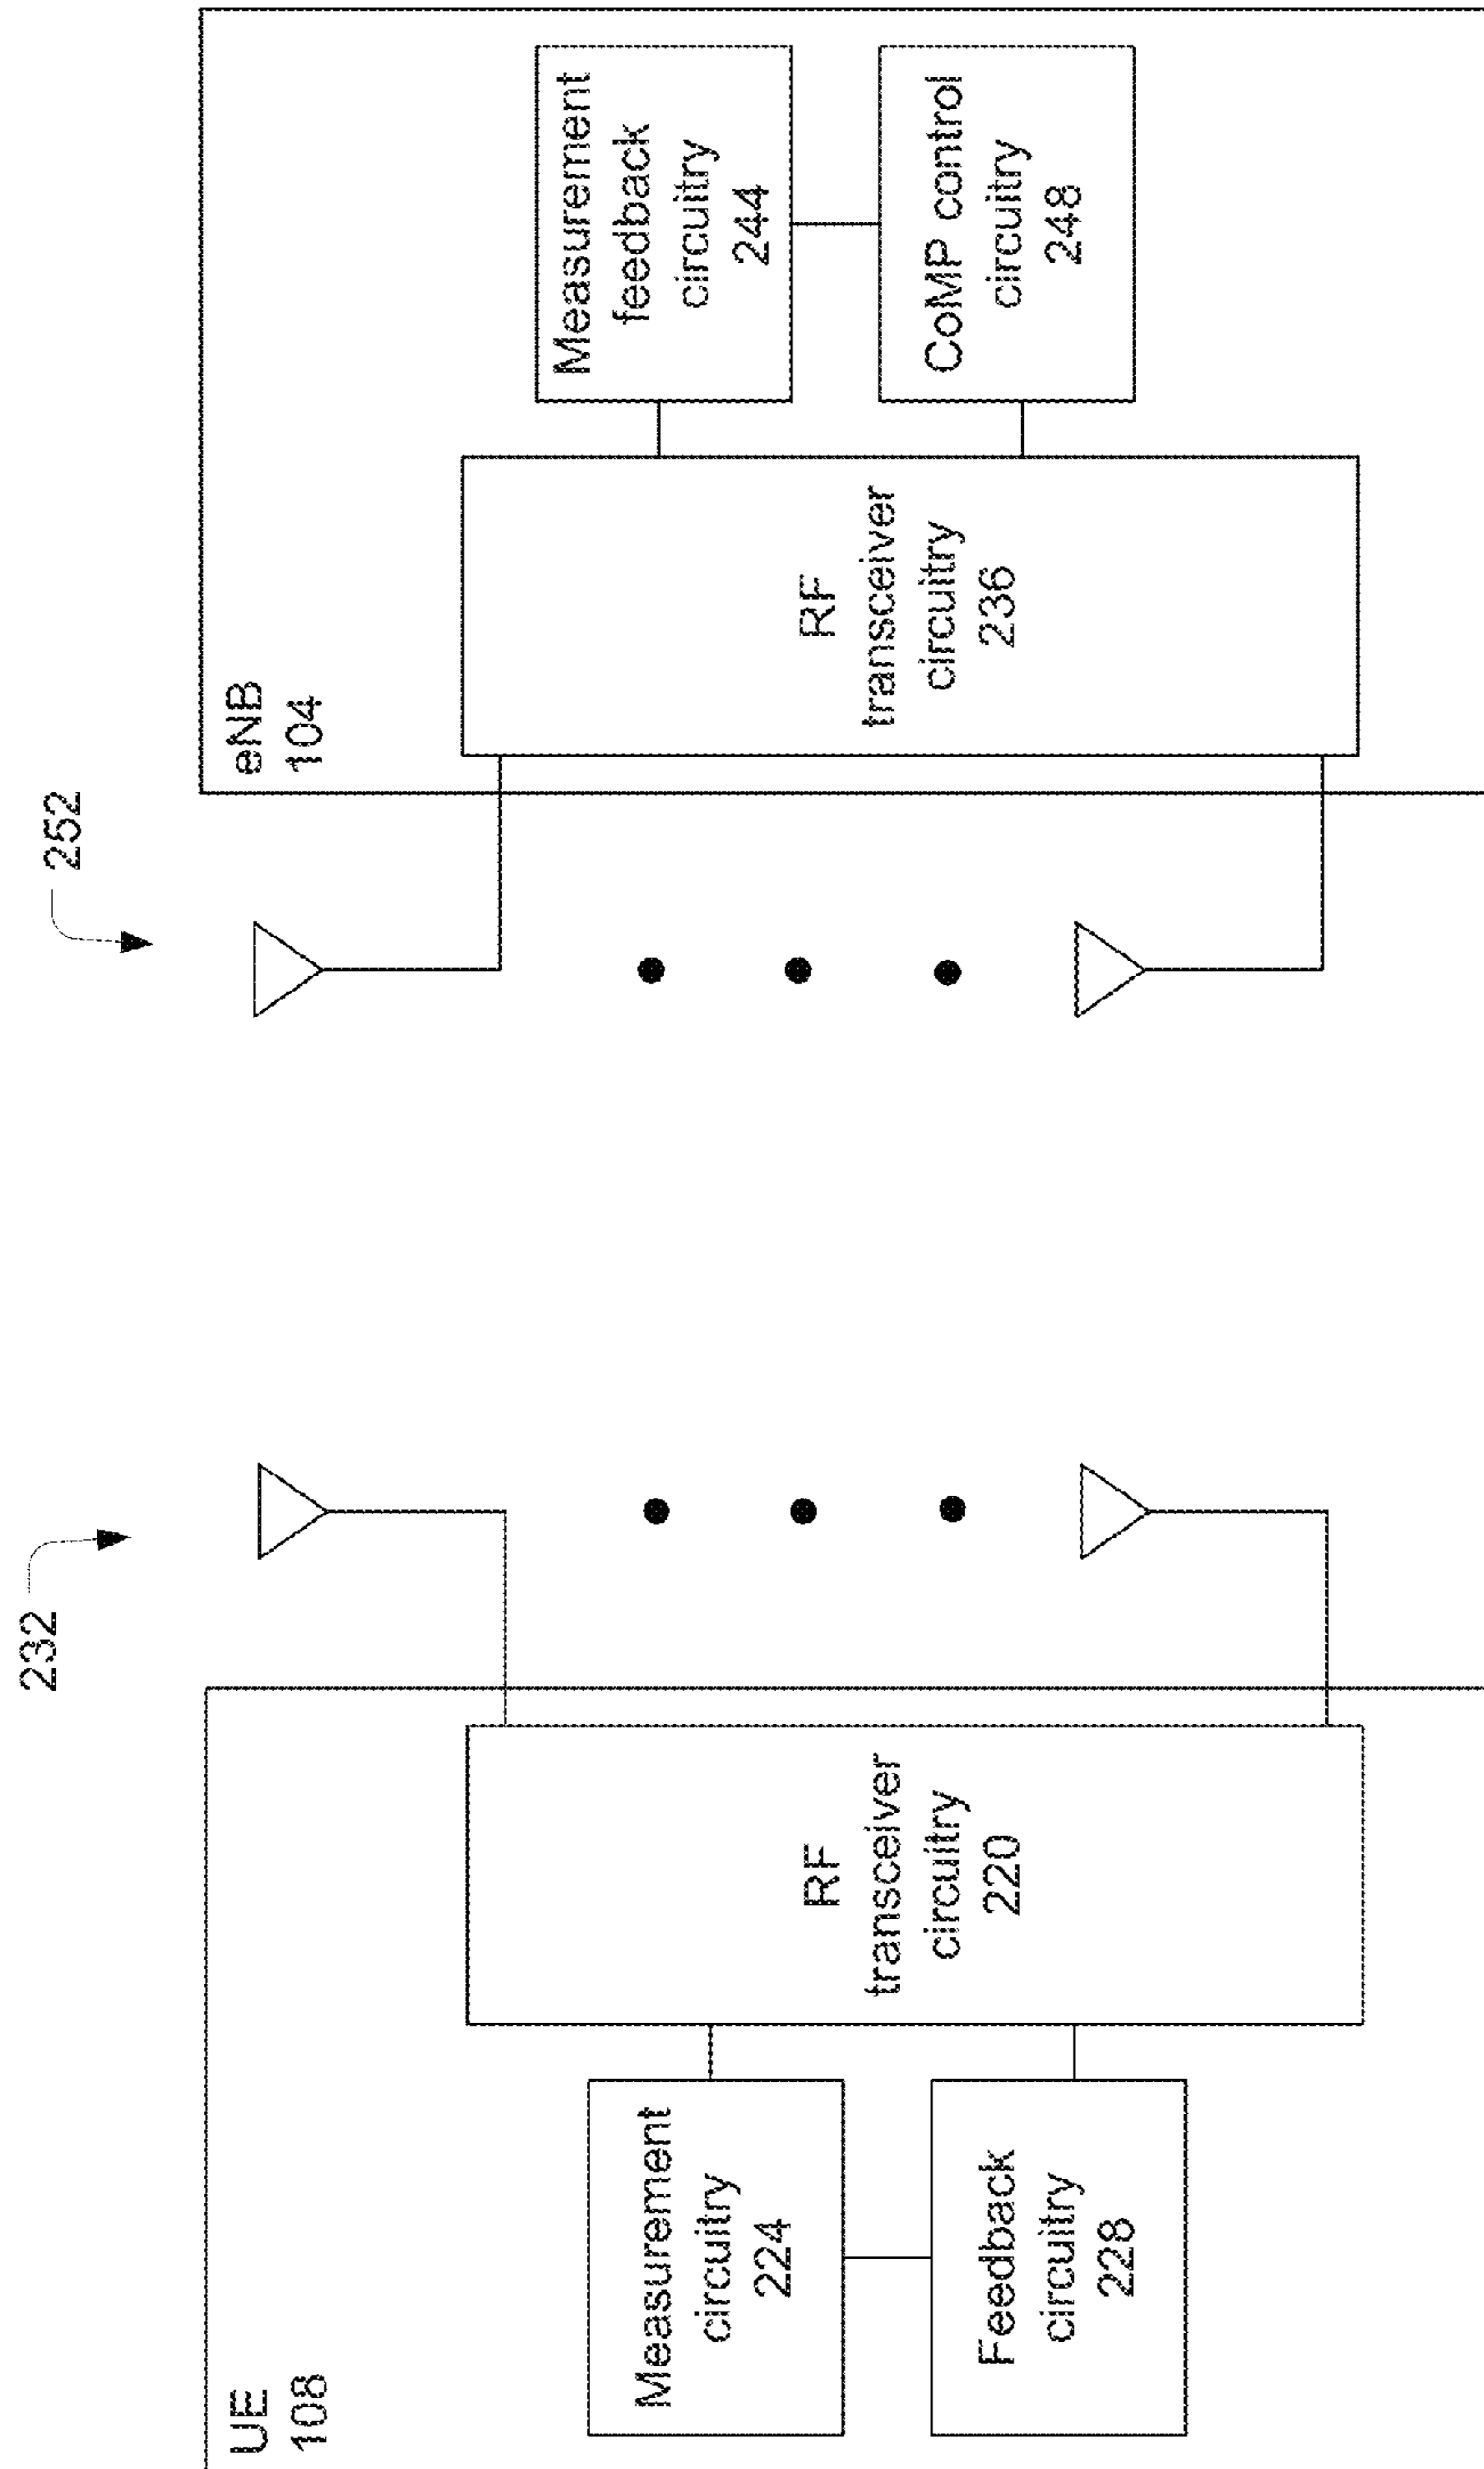 UE
108
Measurement
circuitry
224
Feedback
circuitry
228
RF
transceiver
circuitry
220
232
252
eNB
104
RF
transceiver
circuitry
236
Measurement
feedback
circuitry
244
CoMP control
circuitry
248